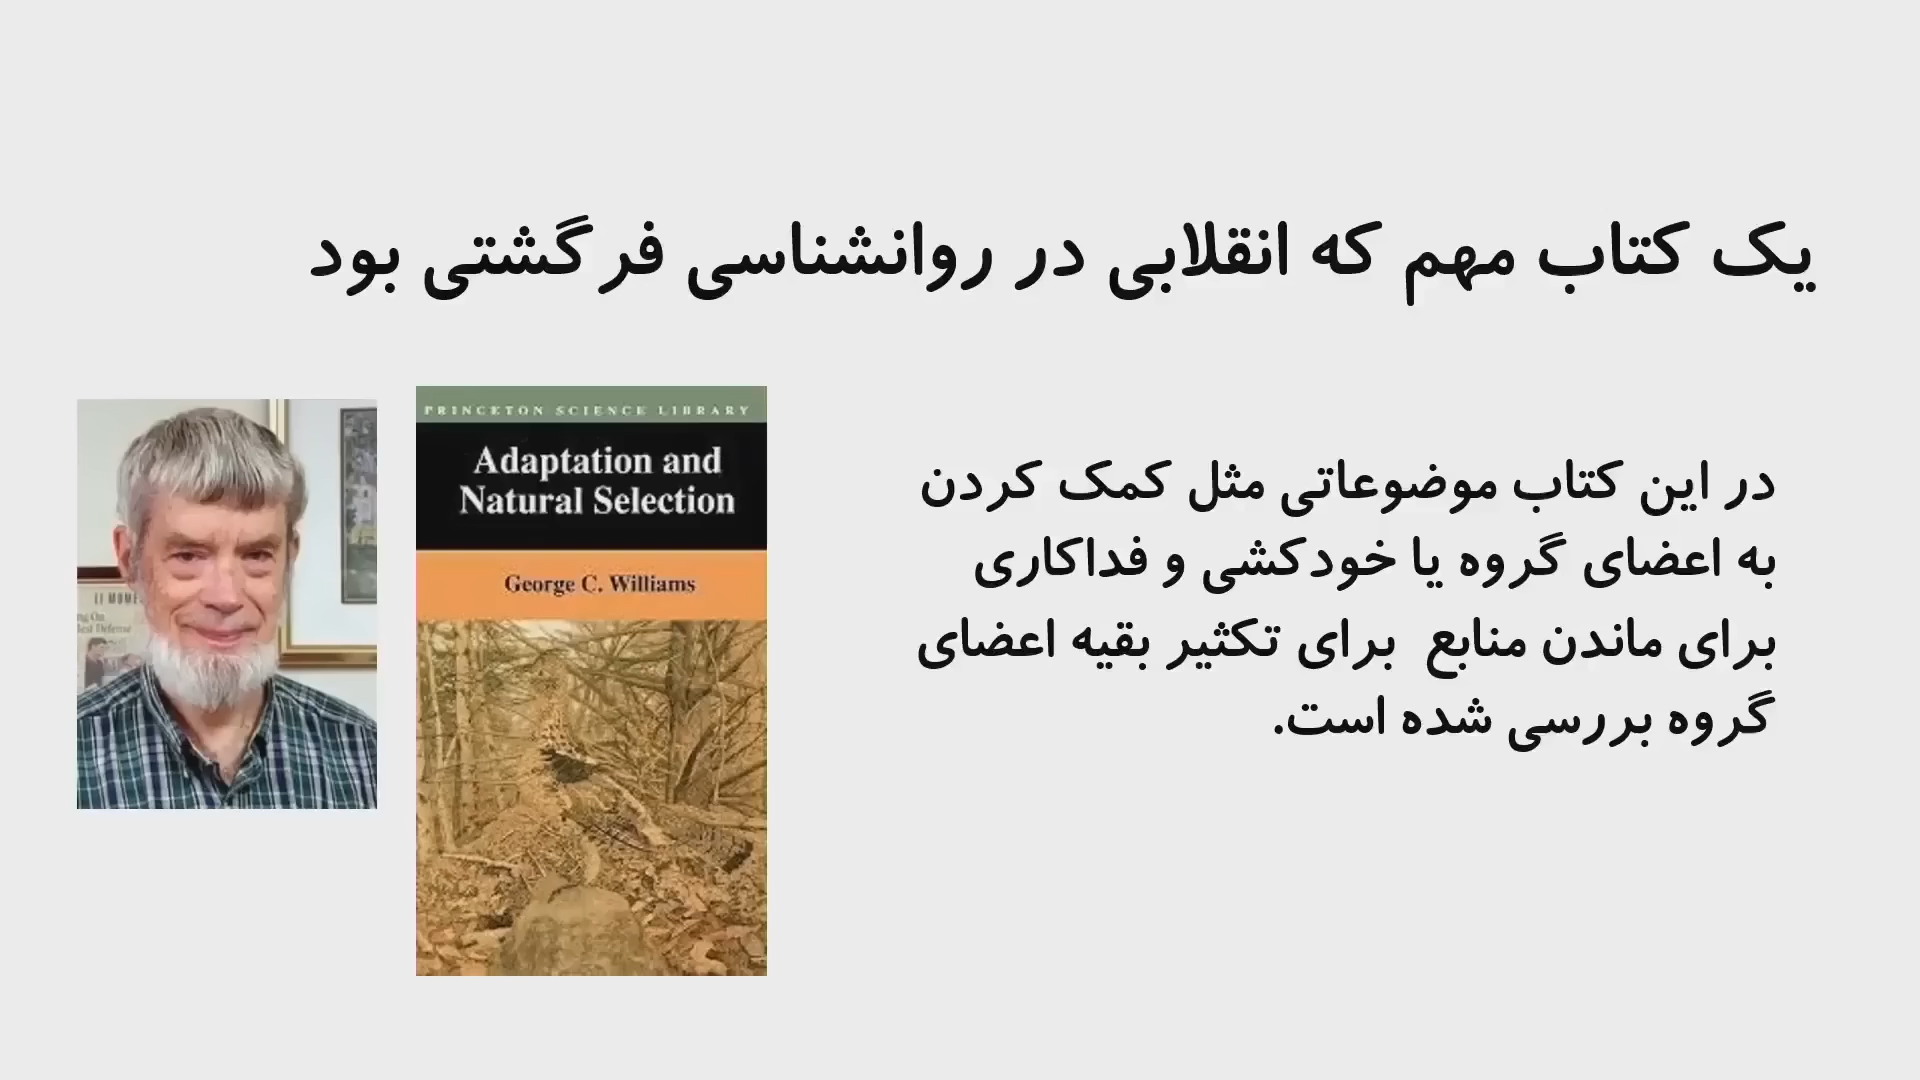 یک کتاب مهم که انقلابی در روانشناسی فرگشتی بود
در این کتاب موضوعاتی مثل کمک کردن
به اعضای گروه یا خودکشی و فداکاری
برای ماندن منابع برای تکثیر بقیه اعضای
گروه بررسی شده است.
PRINCETON SCIENCE LIBRARY
Adaptation and
Natural Selection
George C. Williams